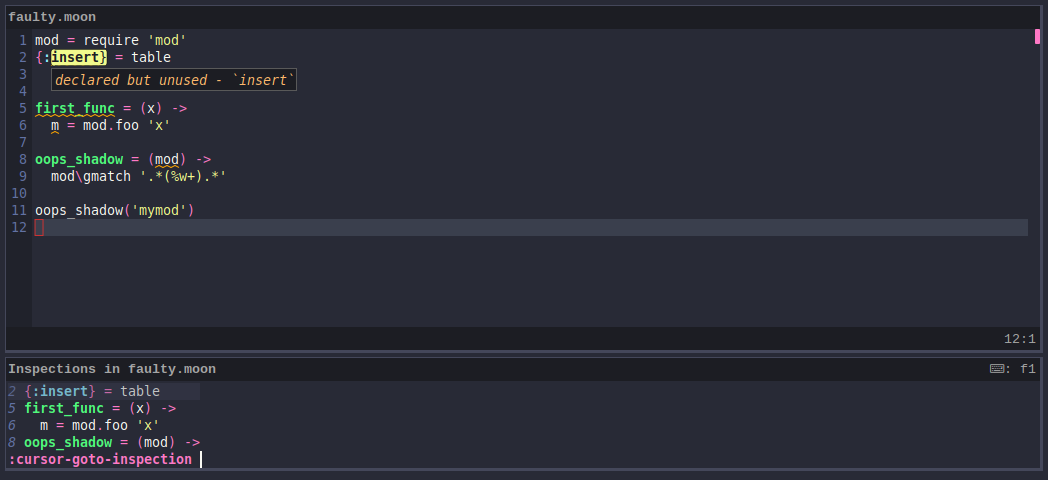 faulty.moon
1 mod = require 'mod'
2 {:insert} = table
3 declared but unused - `insert`
4
5 first_func = (x) ->
6   m = mod.foo 'x'
7
8 oops_shadow = (mod) ->
9   mod\gmatch '.*(%w+).*'
10
11 oops_shadow('mymod')
12
12:1
Inspections in faulty.moon ⌨: f1
2 {:insert} = table
5 first_func = (x) ->
6   m = mod.foo 'x'
8 oops_shadow = (mod) ->
:cursor-goto-inspection